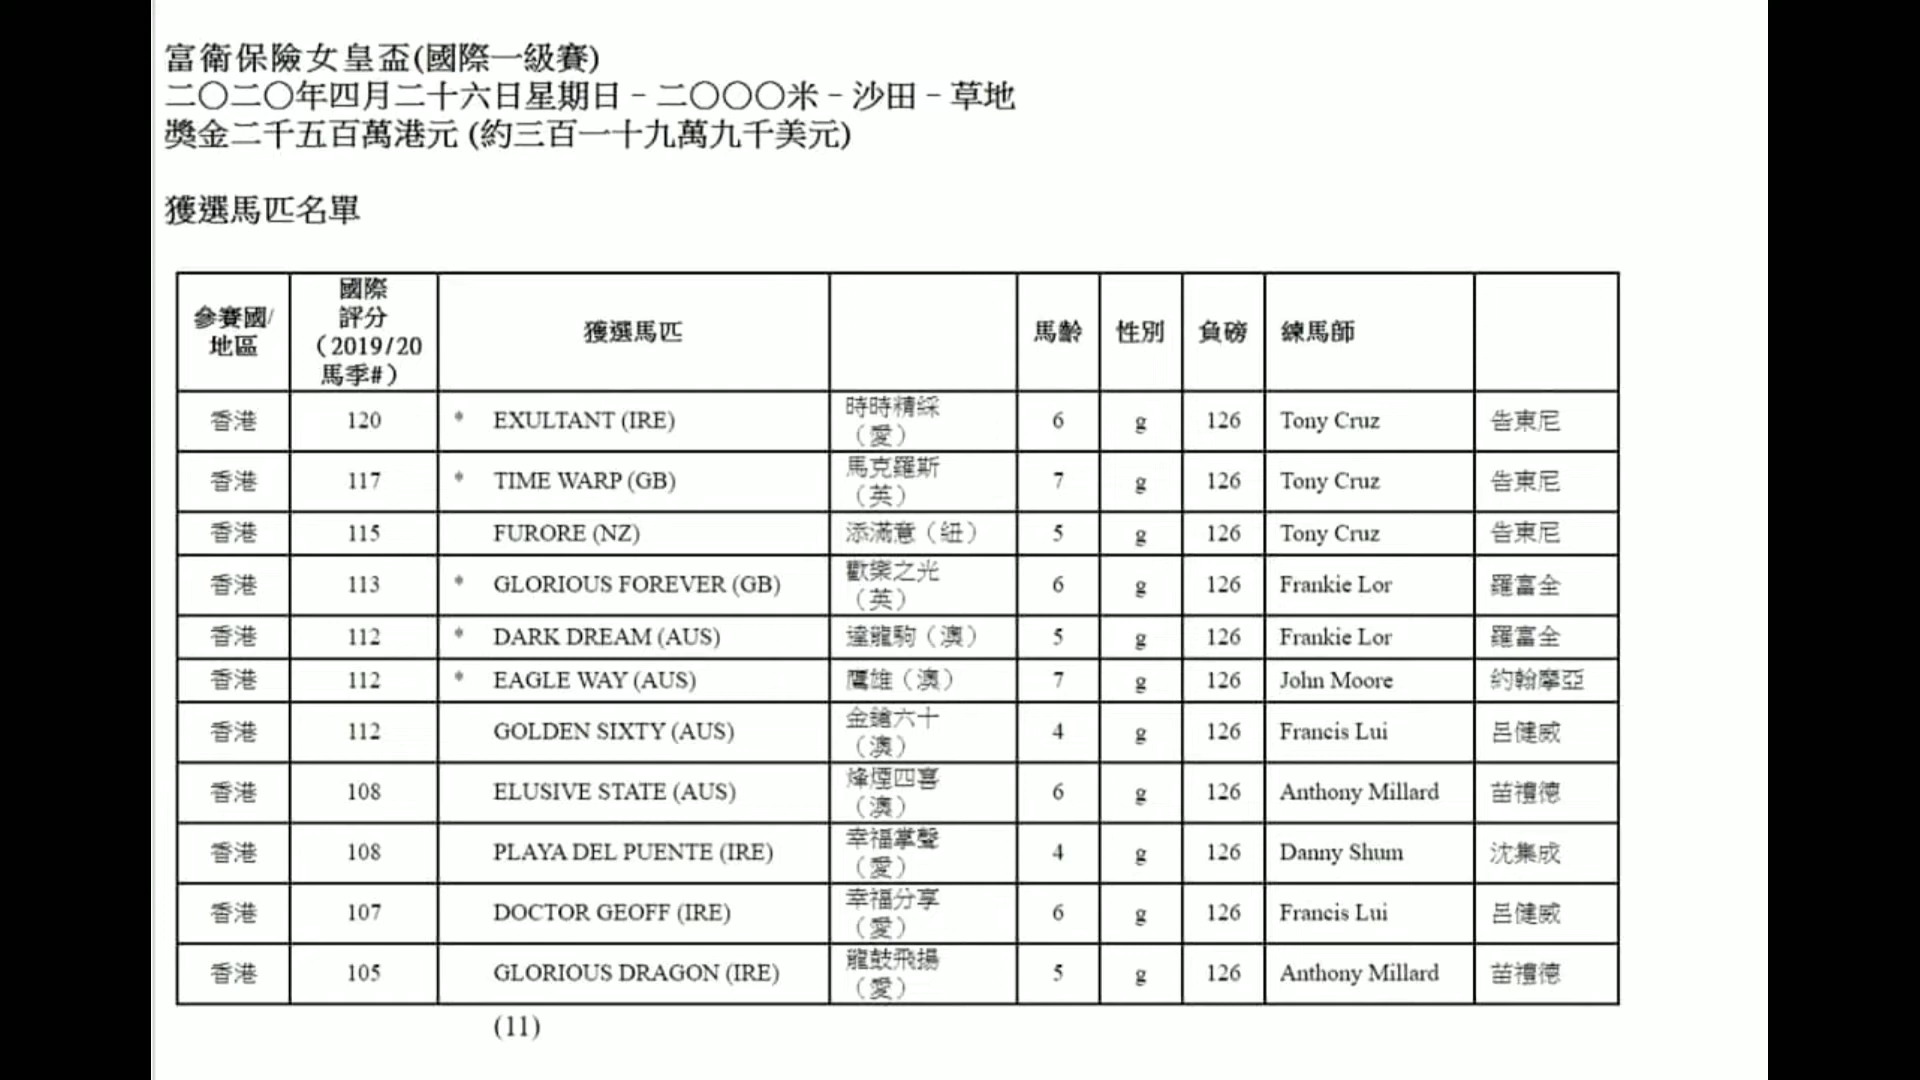 富衛保險女皇盃(國際一級賽)
二〇二〇年四月二十六日星期日 – 二〇〇〇米 – 沙田 – 草地
獎金二千五百萬港元 (約三百一十九萬九千美元)
獲選馬匹名單
參賽國/地區 國際評分（2019/20馬季#） 獲選馬匹 馬齡 性別 負磅 練馬師
香港 120 * EXULTANT (IRE) 時時精綵（愛） 6 g 126 Tony Cruz 告東尼
香港 117 * TIME WARP (GB) 馬克羅斯（英） 7 g 126 Tony Cruz 告東尼
香港 115 FURORE (NZ) 添滿意（紐） 5 g 126 Tony Cruz 告東尼
香港 113 * GLORIOUS FOREVER (GB) 歡樂之光（英） 6 g 126 Frankie Lor 羅富全
香港 112 * DARK DREAM (AUS) 達龍駒（澳） 5 g 126 Frankie Lor 羅富全
香港 112 * EAGLE WAY (AUS) 鷹雄（澳） 7 g 126 John Moore 約翰摩亞
香港 112 GOLDEN SIXTY (AUS) 金鎗六十（澳） 4 g 126 Francis Lui 呂健威
香港 108 ELUSIVE STATE (AUS) 烽煙四喜（澳） 6 g 126 Anthony Millard 苗禮德
香港 108 PLAYA DEL PUENTE (IRE) 幸福掌聲（愛） 4 g 126 Danny Shum 沈集成
香港 107 DOCTOR GEOFF (IRE) 幸福分享（愛） 6 g 126 Francis Lui 呂健威
香港 105 GLORIOUS DRAGON (IRE) 龍鼓飛揚（愛） 5 g 126 Anthony Millard 苗禮德
(11)